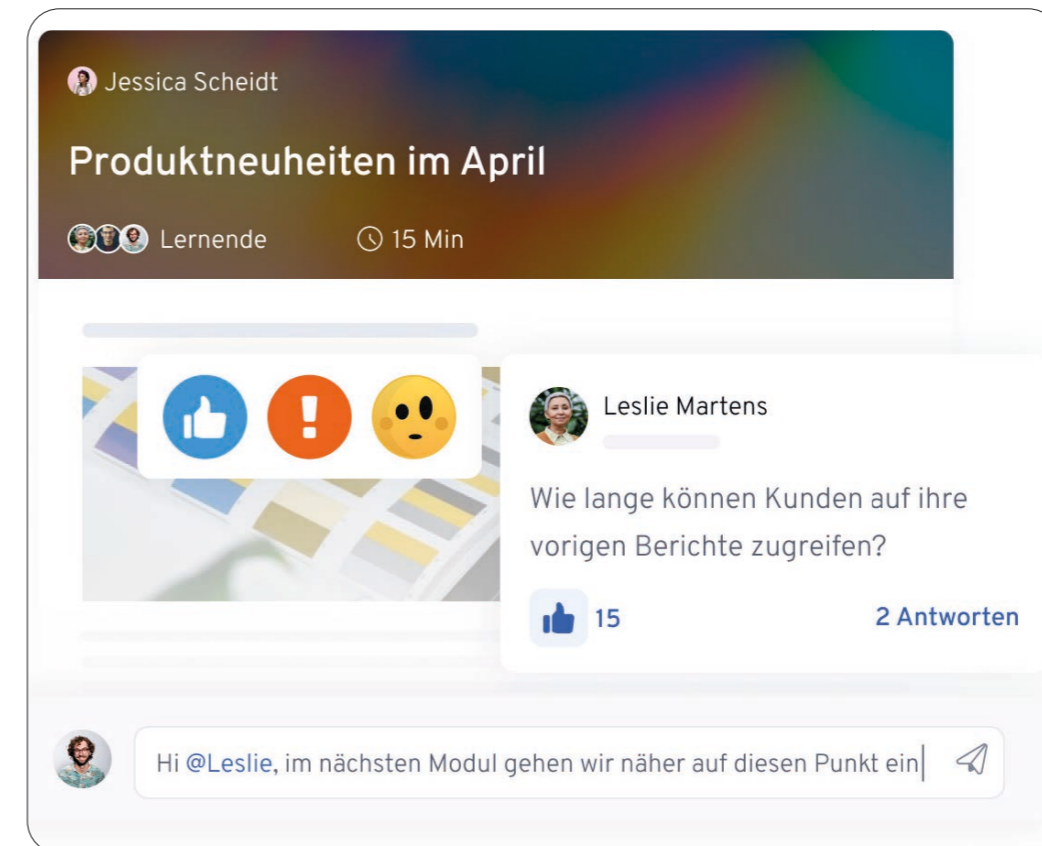 Jessica Scheidt
Produktneuheiten im April
Lernende 15 Min
Leslie Martens
Wie lange können Kunden auf ihre
vorigen Berichte zugreifen?
15 2 Antworten
Hi @Leslie, im nächsten Modul gehen wir näher auf diesen Punkt ein